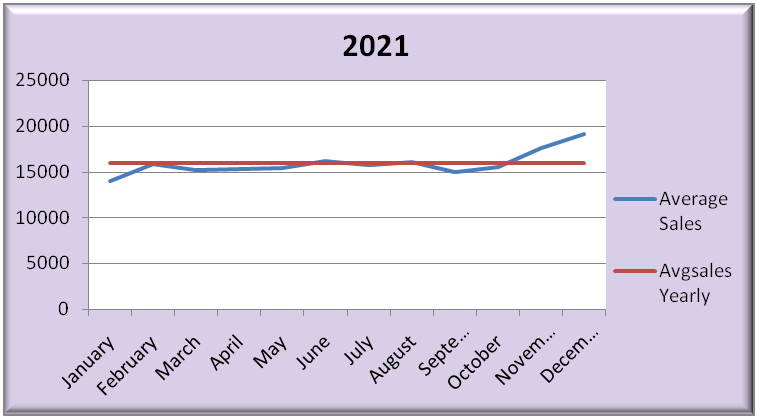 2021
25000
20000
15000
10000
5000
0
January
February
March
April
May
June
July
August
Septe...
October
Novem...
Decem...
Average
Sales
Avgsales
Yearly